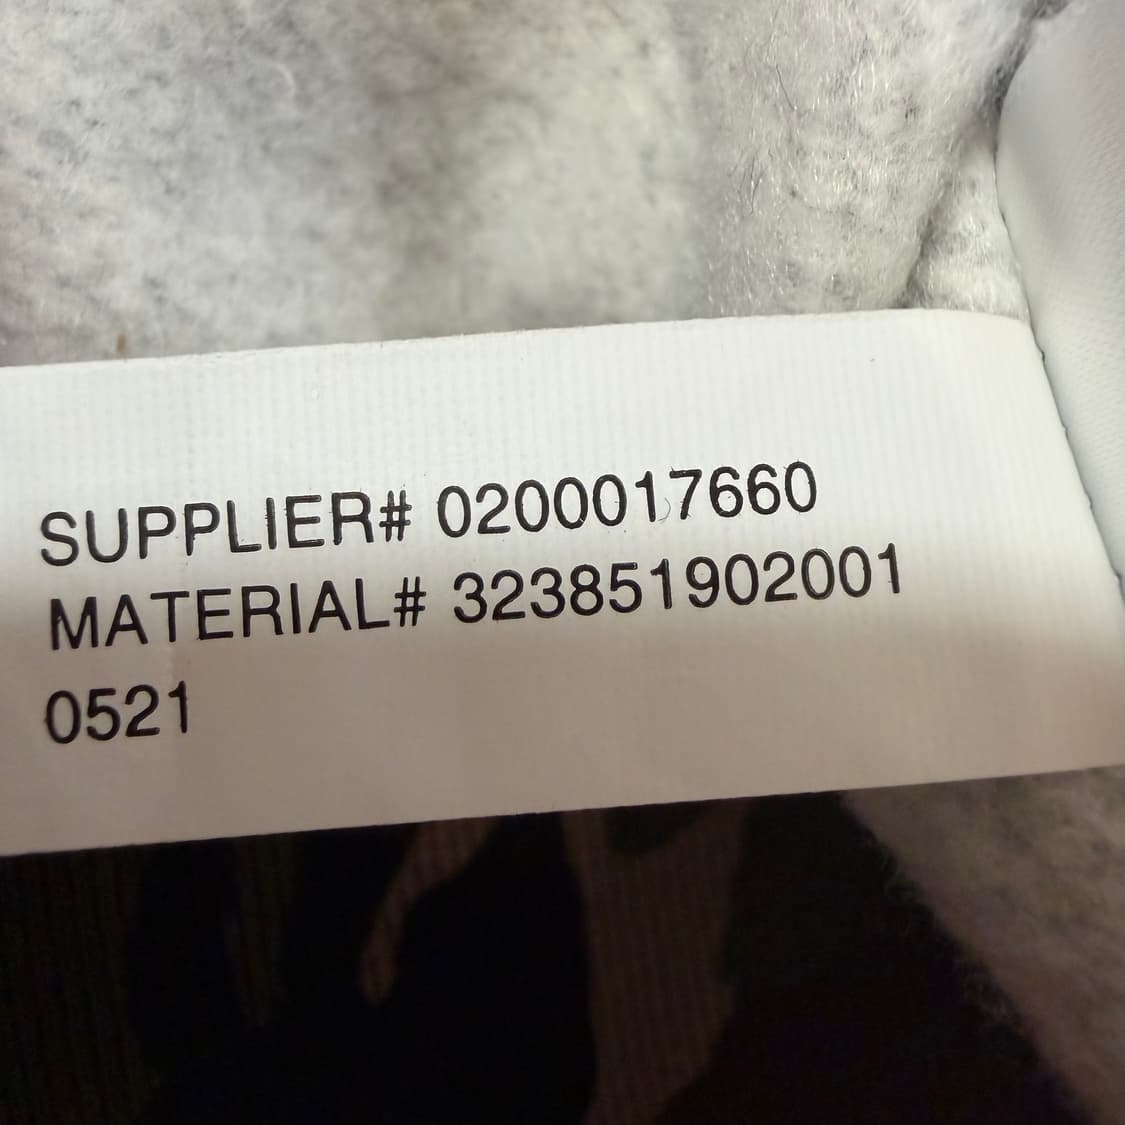 SUPPLIER# 0200017660
MATERIAL# 323851902001
0521